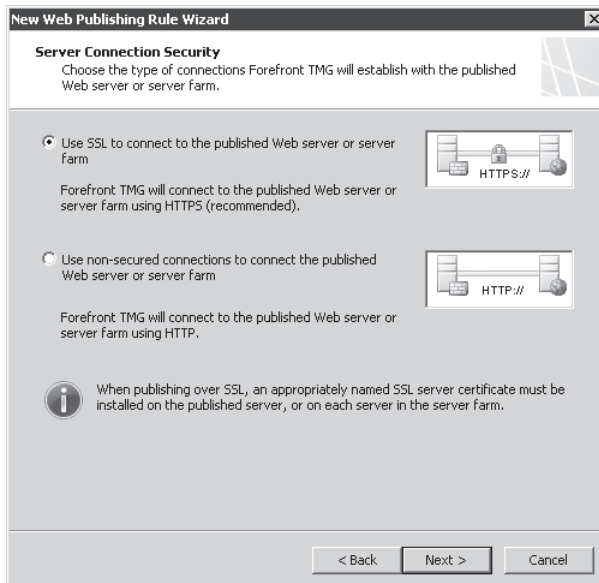 New Web Publishing Rule Wizard
Server Connection Security
Choose the type of connections Forefront TMG will establish with the published
Web server or server farm.
Use SSL to connect to the published Web server or server
farm
HTTPS://
Forefront TMG will connect to the published Web server or
server farm using HTTPS (recommended).
Use non-secured connections to connect the published
Web server or server farm
HTTP://
Forefront TMG will connect to the published Web server or
server farm using HTTP.
When publishing over SSL, an appropriately named SSL server certificate must be
installed on the published server, or on each server in the server farm.
< Back Next > Cancel